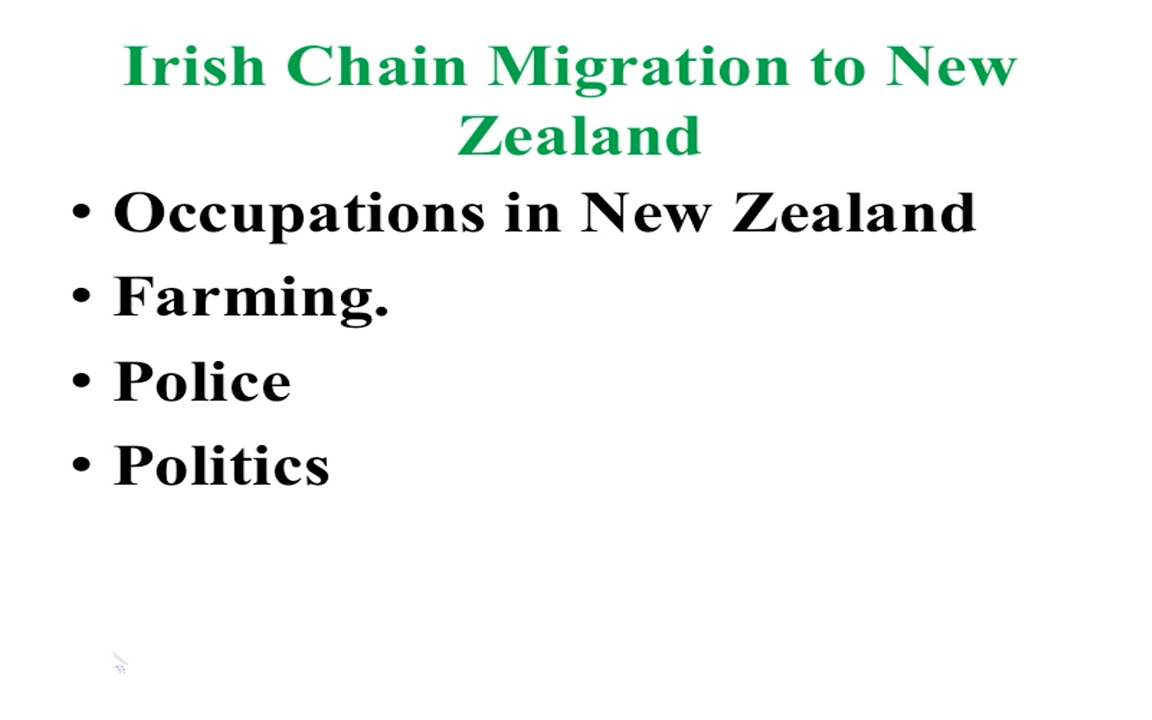 Irish Chain Migration to New
Zealand
• Occupations in New Zealand
• Farming.
• Police
• Politics